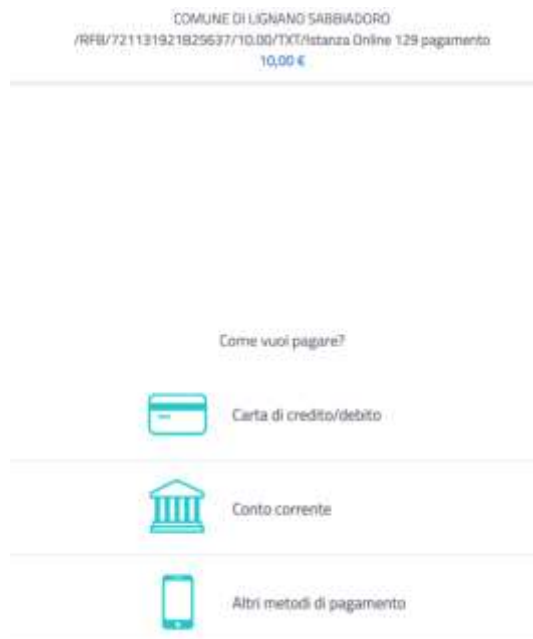 COMUNE DI LIGNANO SABBIADORO
/RFB/721131921825637/10.00/TXT/Istanza Online 129 pagamento
10,00 €
Come vuoi pagare?
Carta di credito/debito
Conto corrente
Altri metodi di pagamento